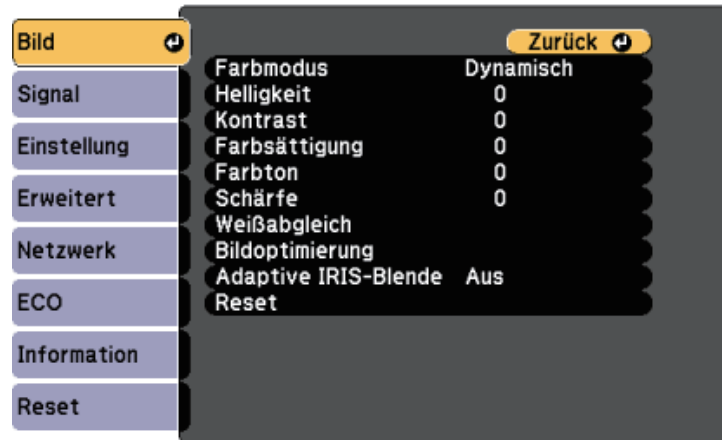 Bild
Signal
Einstellung
Erweitert
Netzwerk
ECO
Information
Reset
Zurück
Farbmodus Dynamisch
Helligkeit 0
Kontrast 0
Farbsättigung 0
Farbton 0
Schärfe 0
Weißabgleich
Bildoptimierung
Adaptive IRIS-Blende Aus
Reset